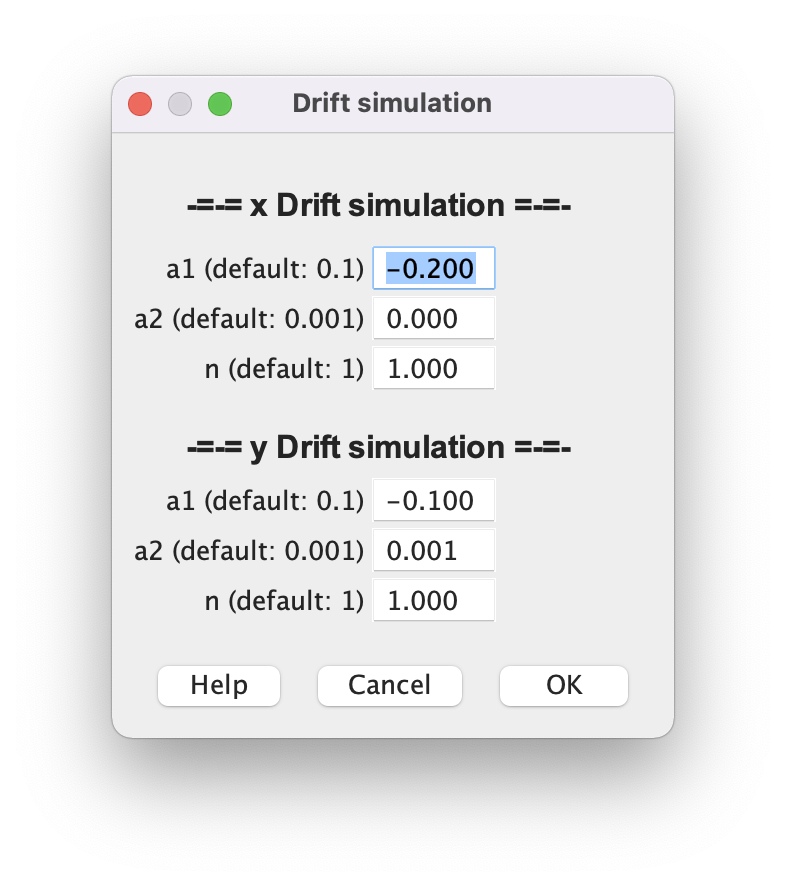 Drift simulation
-=-= x Drift simulation =-=-
a1 (default: 0.1) −0.200
a2 (default: 0.001) 0.000
n (default: 1) 1.000
-=-= y Drift simulation =-=-
a1 (default: 0.1) −0.100
a2 (default: 0.001) 0.001
n (default: 1) 1.000
Help Cancel OK